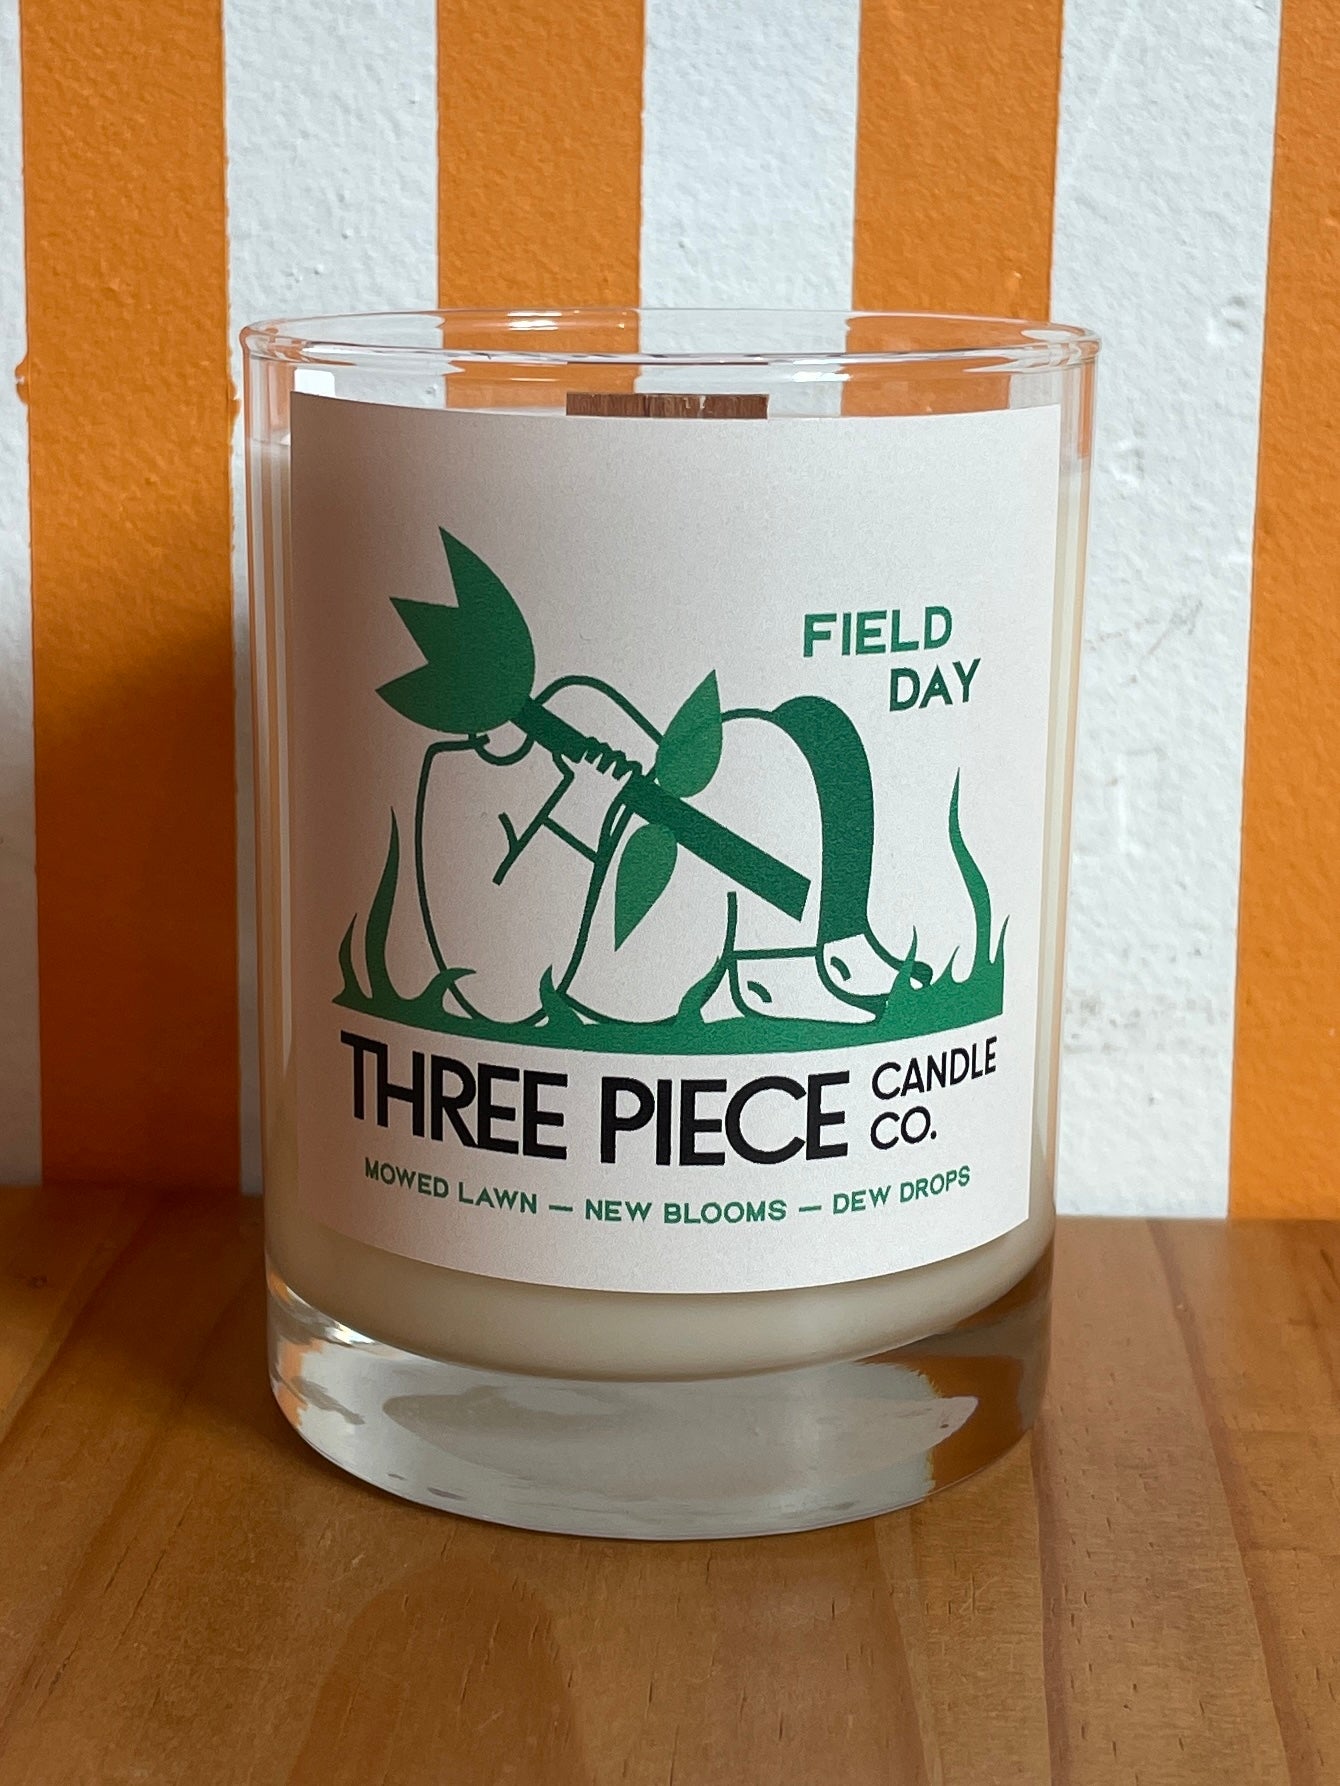 FIELD
DAY
THREE PIECE CANDLE CO.
MOWED LAWN — NEW BLOOMS — DEW DROPS